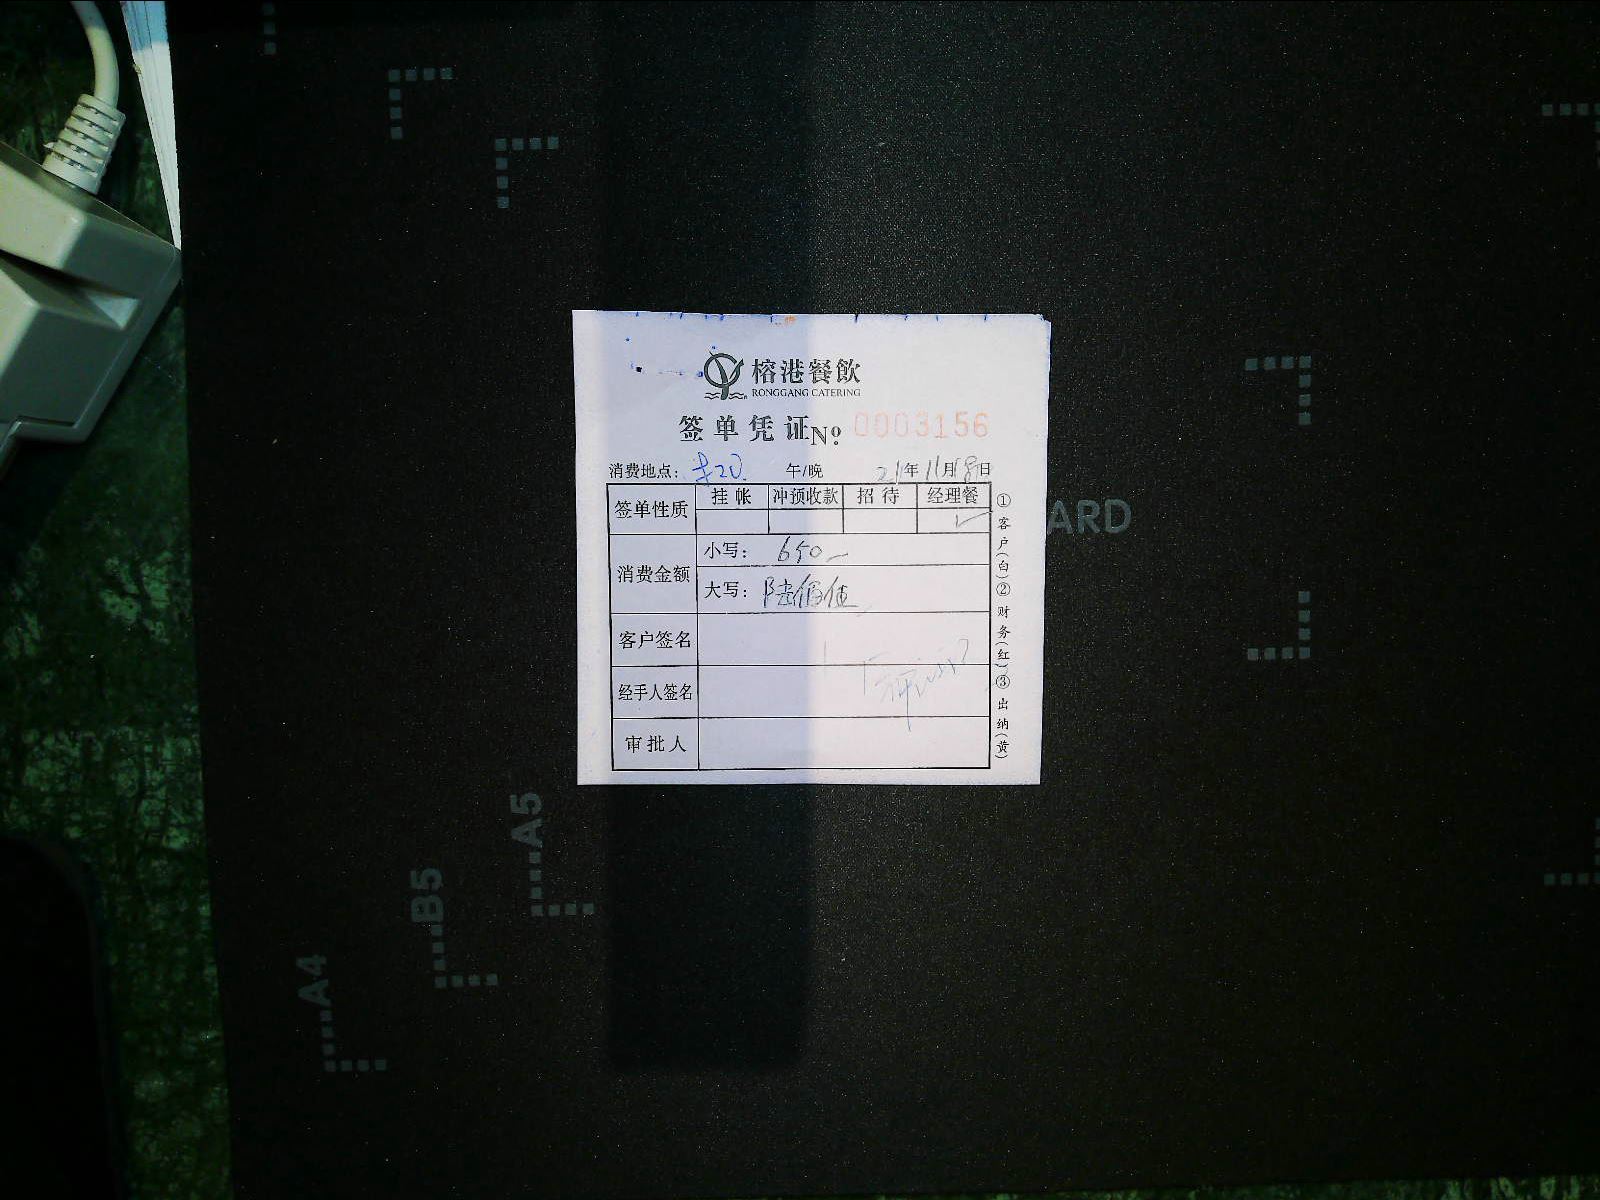 榕港餐飲
RONGGANG CATERING
签单凭证 No: 0003156
消费地点: 午/晚 21年11月18日
签单性质 挂帐 冲预收款 招待 经理餐
✓
消费金额 小写: 650
大写: 陆佰
客户签名
经手人签名
审批人
①客户(白)②财务(红)③出纳(黄)
ARD
A5
B5
A4